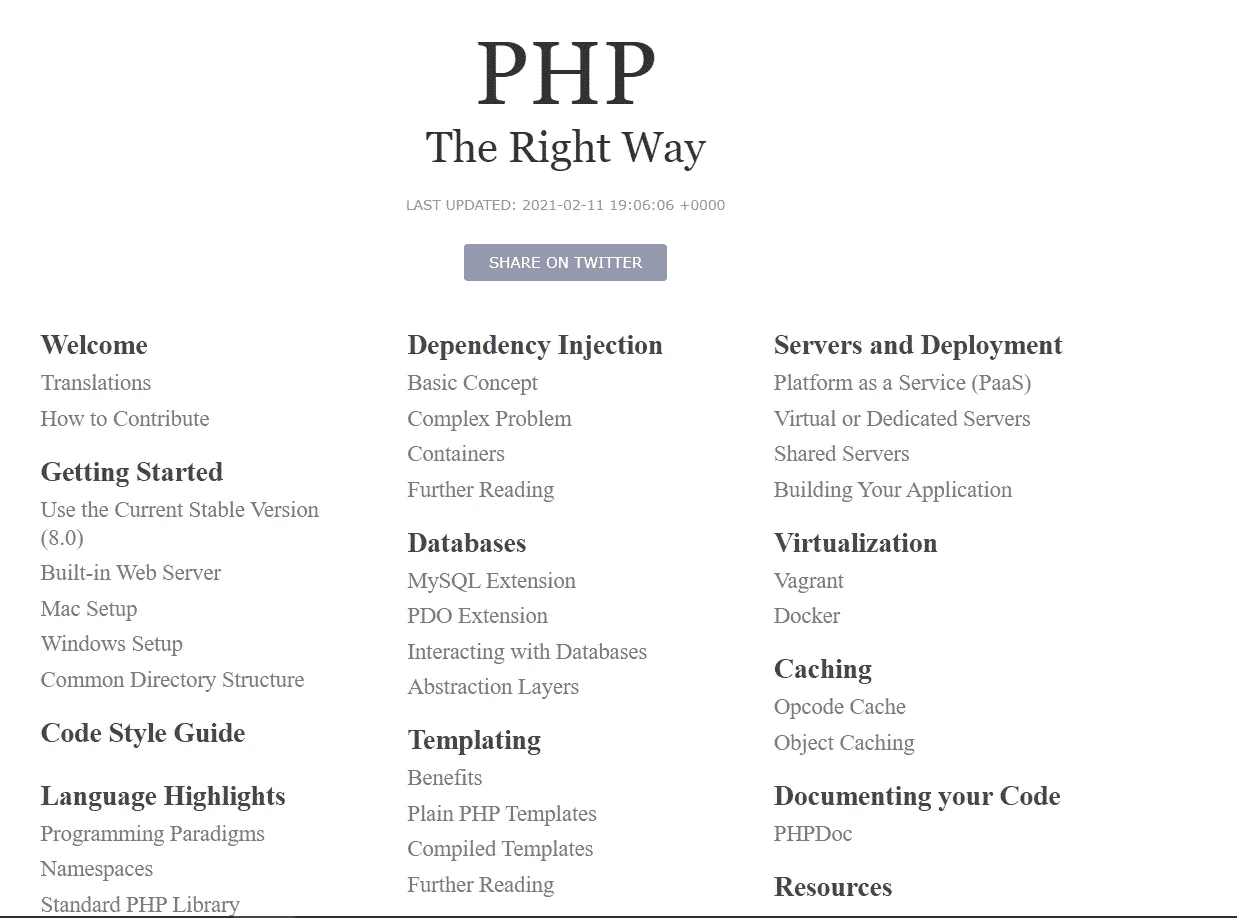 PHP
The Right Way
LAST UPDATED: 2021-02-11 19:06:06 +0000
SHARE ON TWITTER
Welcome
Translations
How to Contribute
Getting Started
Use the Current Stable Version
(8.0)
Built-in Web Server
Mac Setup
Windows Setup
Common Directory Structure
Code Style Guide
Language Highlights
Programming Paradigms
Namespaces
Standard PHP Library
Dependency Injection
Basic Concept
Complex Problem
Containers
Further Reading
Databases
MySQL Extension
PDO Extension
Interacting with Databases
Abstraction Layers
Templating
Benefits
Plain PHP Templates
Compiled Templates
Further Reading
Servers and Deployment
Platform as a Service (PaaS)
Virtual or Dedicated Servers
Shared Servers
Building Your Application
Virtualization
Vagrant
Docker
Caching
Opcode Cache
Object Caching
Documenting your Code
PHPDoc
Resources